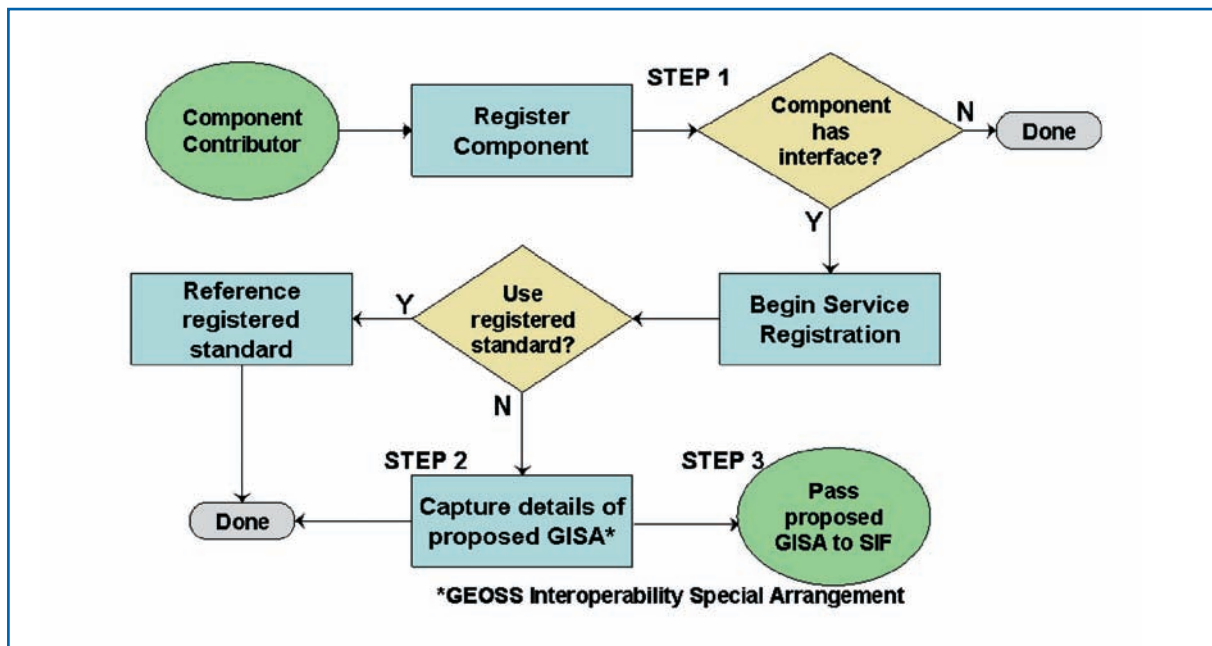 Component
Contributor
Register
Component
STEP 1
Component
has
interface?
N
Done
Y
Begin Service
Registration
Use
registered
standard?
Y
Reference
registered
standard
N
STEP 2
Capture details of
proposed GISA*
Done
STEP 3
Pass
proposed
GISA to SIF
*GEOSS Interoperability Special Arrangement